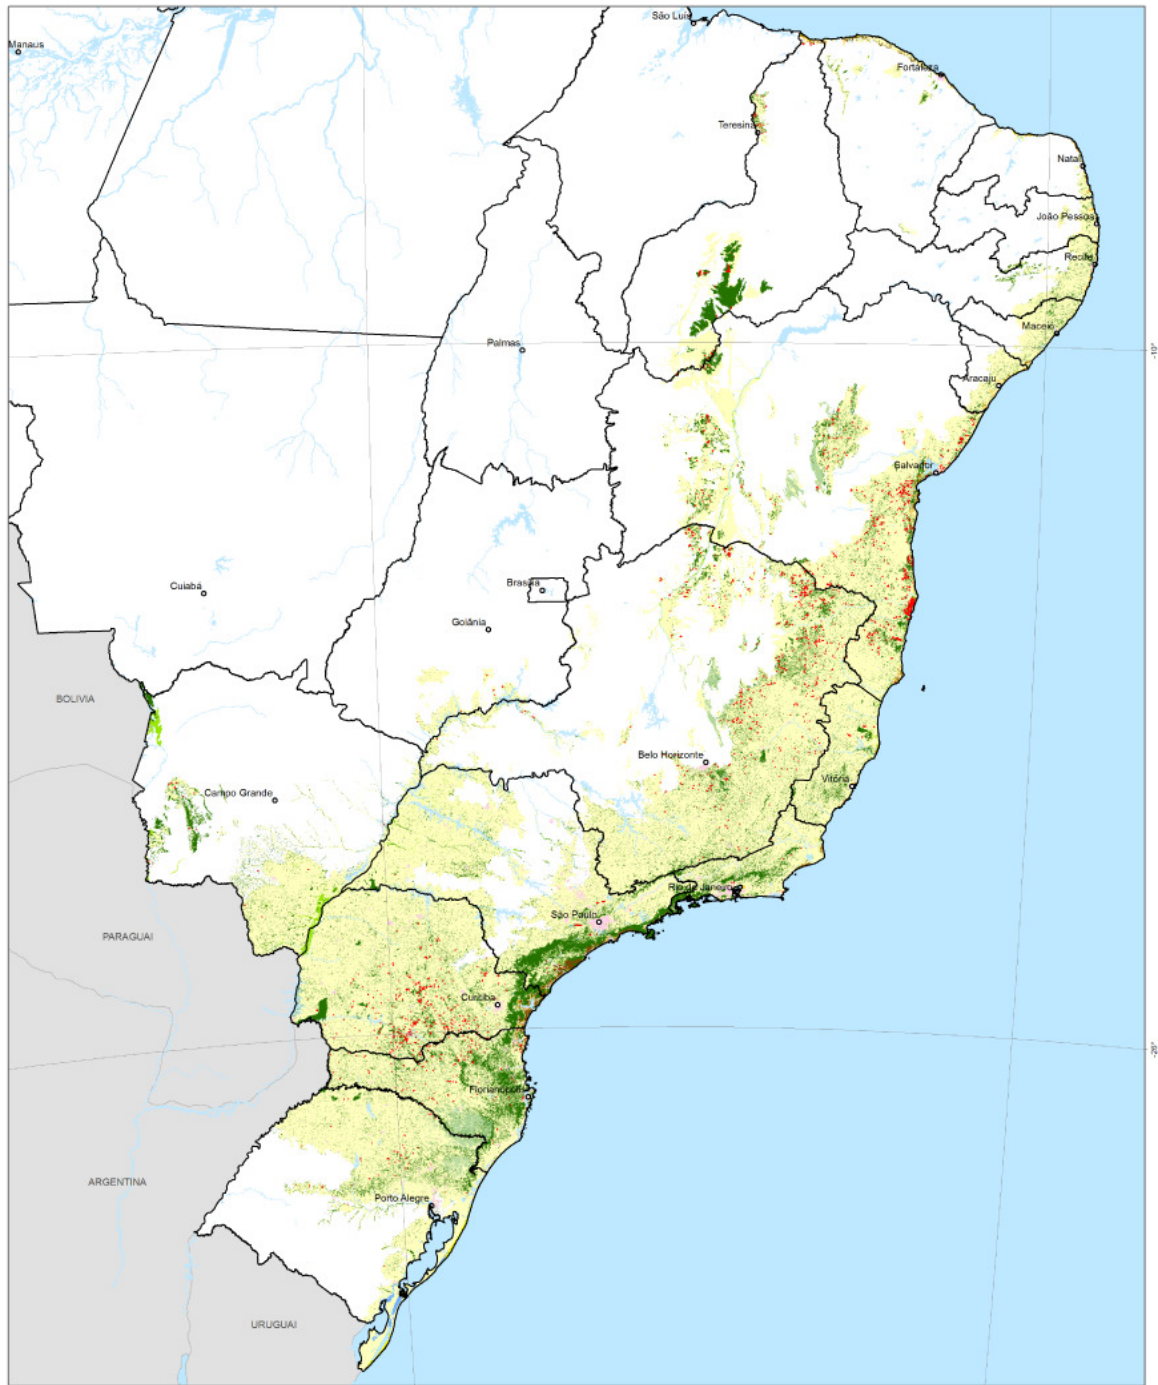 São Luís
Manaus
Fortaleza
Teresina
Natal
João Pessoa
Recife
Maceió
Palmas
-10°
Aracaju
Salvador
Cuiabá
Brasília
Goiânia
BOLIVIA
Belo Horizonte
Vitória
Campo Grande
Rio de Janeiro
São Paulo
PARAGUAI
Curitiba
Florianópolis
ARGENTINA
Porto Alegre
URUGUAI